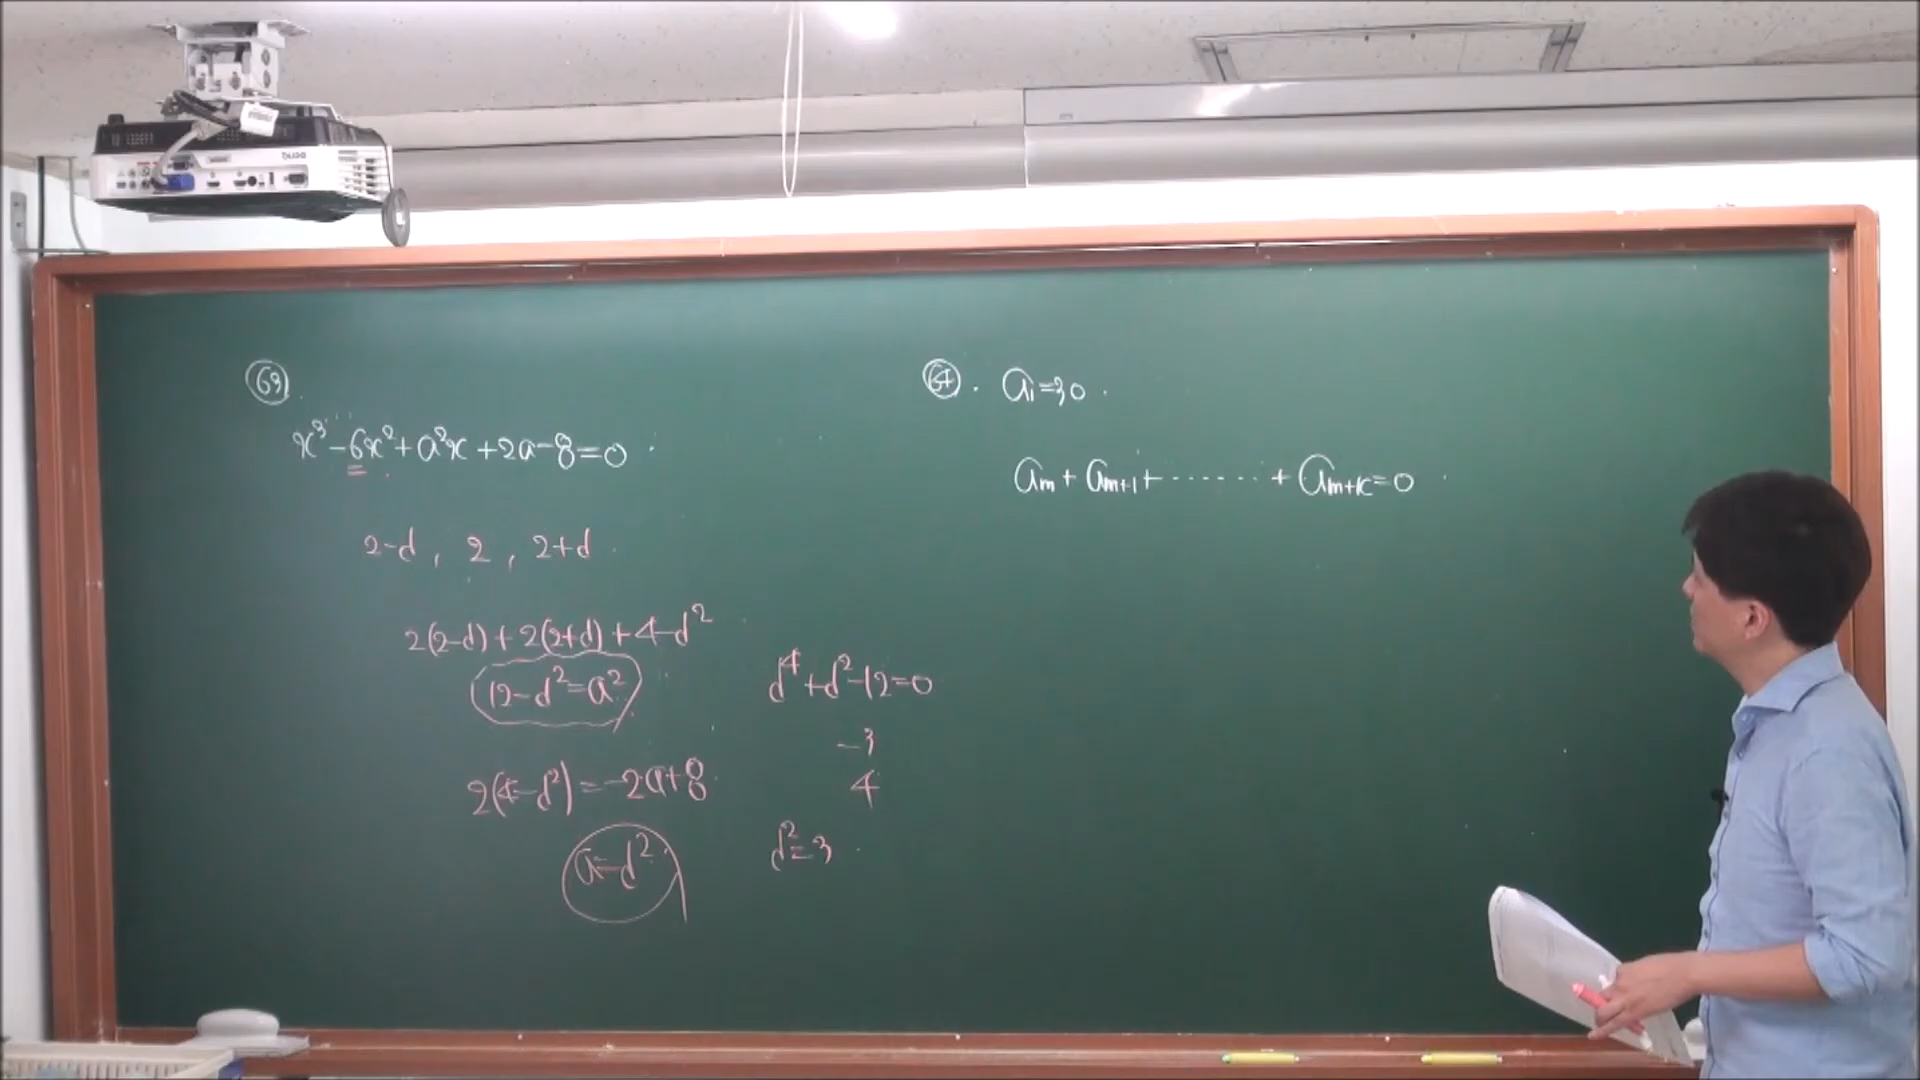 63.
x³-6x²+a²x+2a-8=0
2-d, 2, 2+d
2(2-d)+2(2+d)+4-d²
12-d²=a²
2(4-d²)=-2a+8
a=d²
d⁴+d²-12=0
-3
4
d²=3
64. a₁=30
aₘ+aₘ₊₁+·······+aₘ₊ₖ=0
BenQ